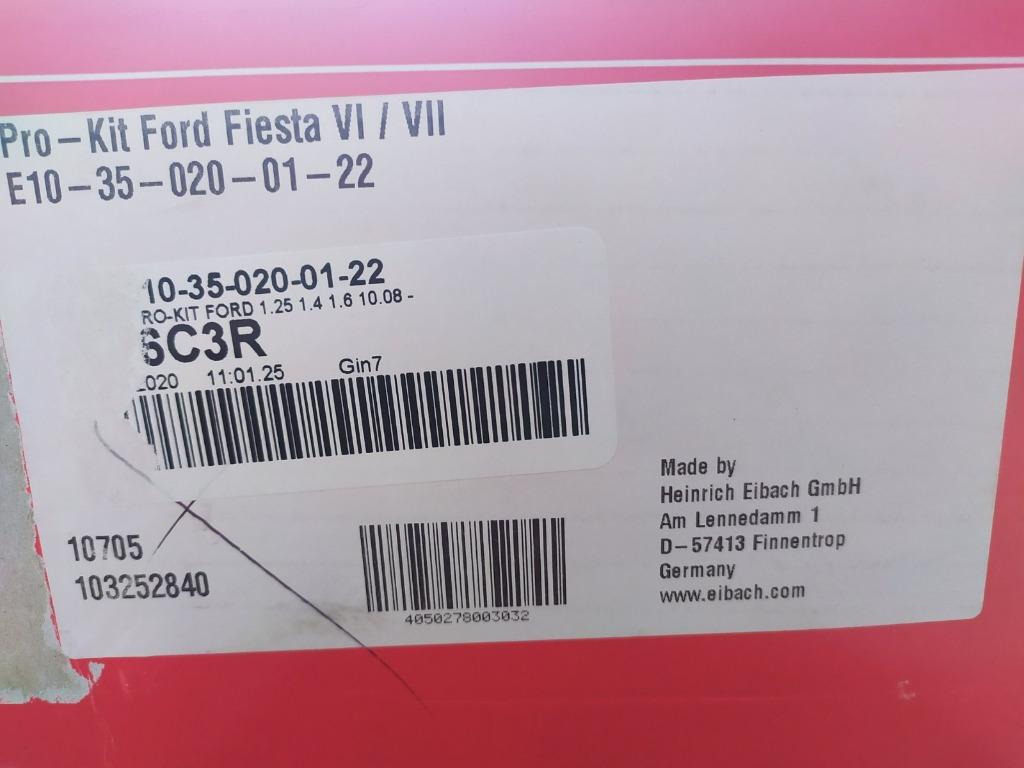 Pro-Kit Ford Fiesta VI / VII
E10-35-020-01-22
10-35-020-01-22
RO-KIT FORD 1.25 1.4 1.6 10.08 -
6C3R
020 11:01.25 Gin7
Made by
Heinrich Eibach GmbH
Am Lennedamm 1
D-57413 Finnentrop
Germany
www.eibach.com
10705
103252840
4050278003032